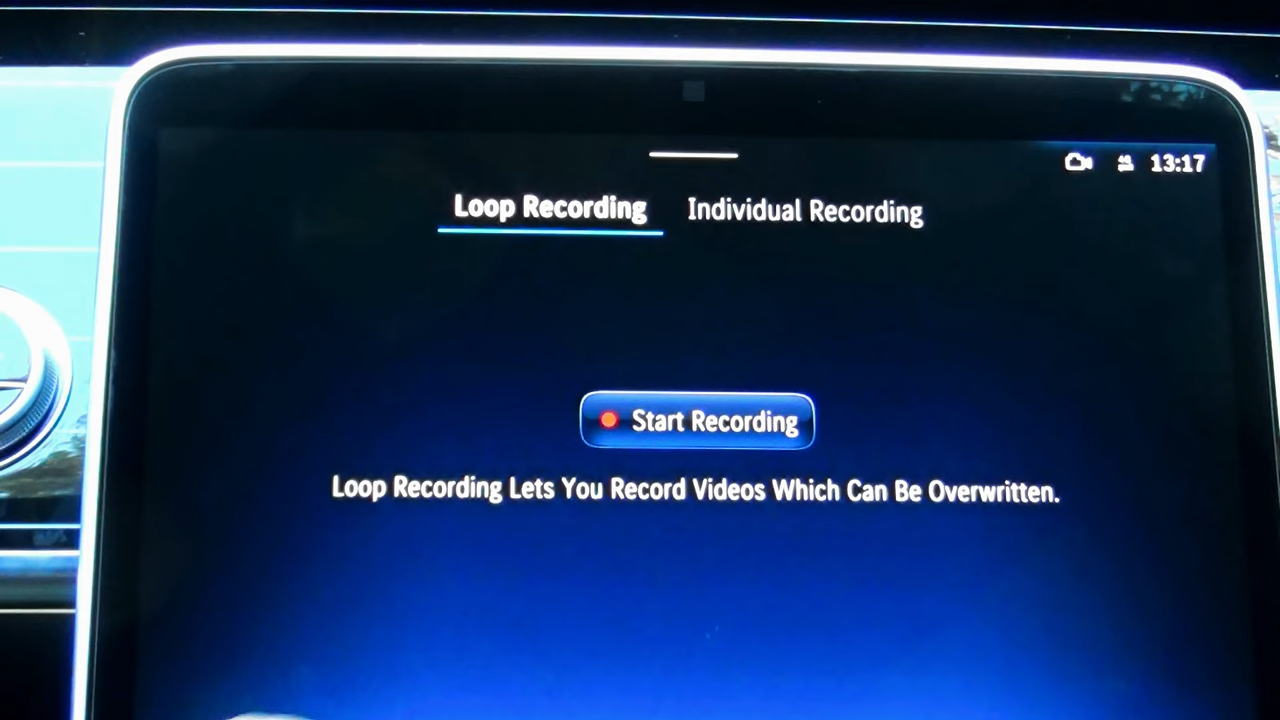 13:17
Loop Recording Individual Recording
Start Recording
Loop Recording Lets You Record Videos Which Can Be Overwritten.